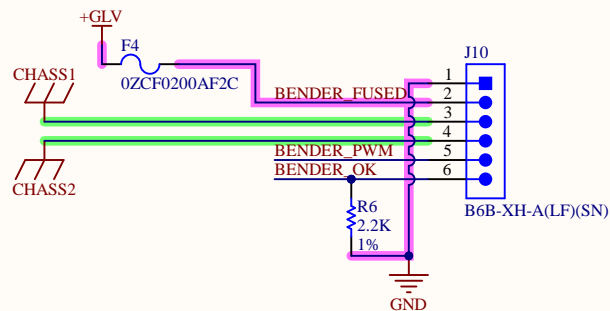 +GLV
F4
0ZCF0200AF2C
J10
CHASS1
1
BENDER_FUSED
2
3
4
BENDER_PWM
5
BENDER_OK
6
CHASS2
R6
2.2K
1%
B6B-XH-A(LF)(SN)
GND